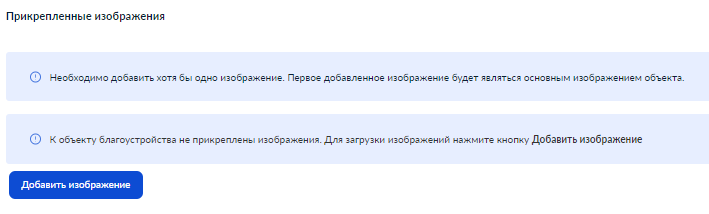 Прикрепленные изображения
Необходимо добавить хотя бы одно изображение. Первое добавленное изображение будет являться основным изображением объекта.
К объекту благоустройства не прикреплены изображения. Для загрузки изображений нажмите кнопку Добавить изображение
Добавить изображение